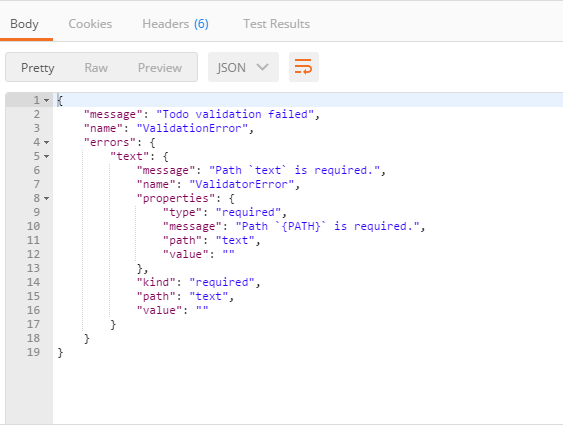 Body Cookies Headers (6) Test Results
Pretty Raw Preview JSON
1 {
2 "message": "Todo validation failed",
3 "name": "ValidationError",
4 "errors": {
5 "text": {
6 "message": "Path `text` is required.",
7 "name": "ValidatorError",
8 "properties": {
9 "type": "required",
10 "message": "Path `{PATH}` is required.",
11 "path": "text",
12 "value": ""
13 },
14 "kind": "required",
15 "path": "text",
16 "value": ""
17 }
18 }
19 }